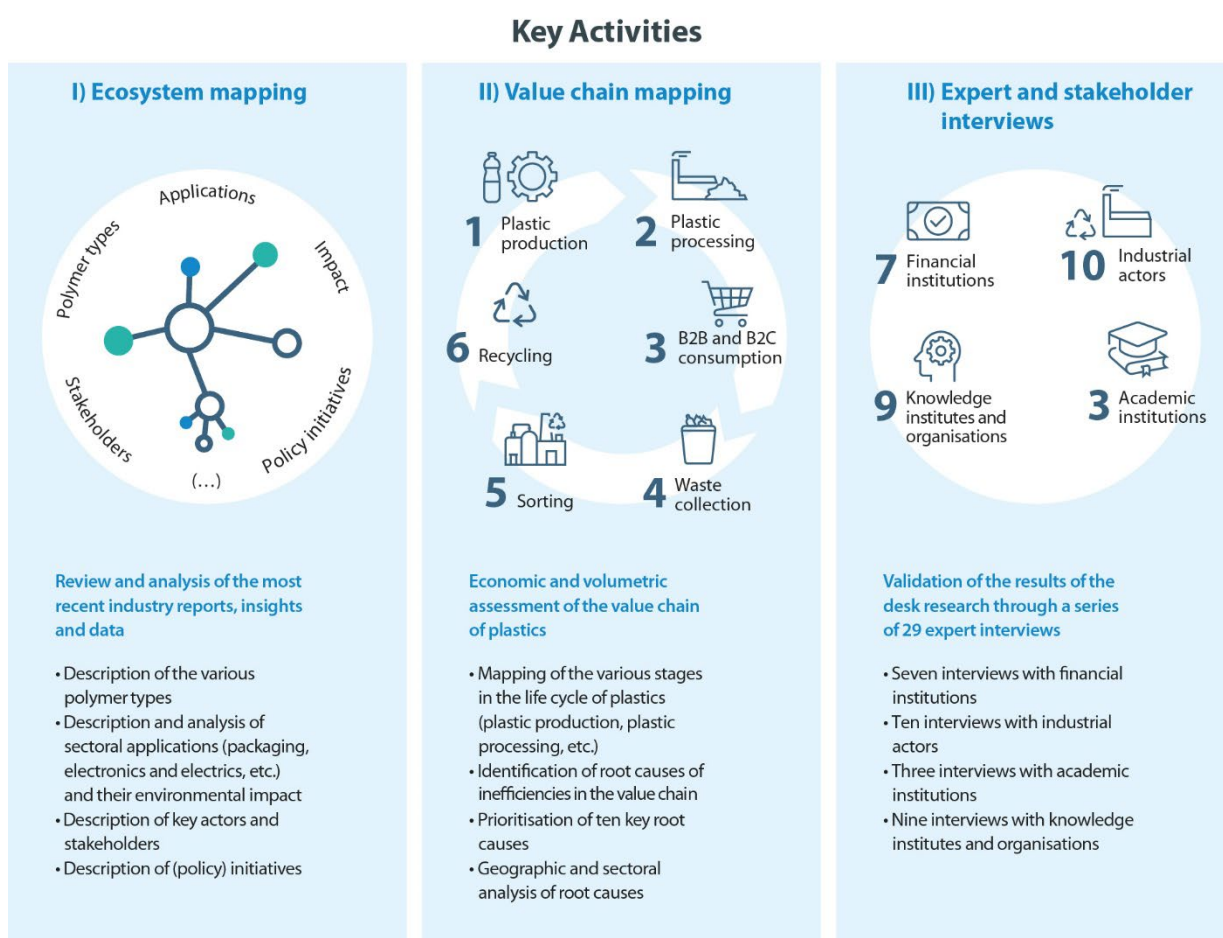 Key Activities
I) Ecosystem mapping
Applications
Polymer types
Impact
Stakeholders
Policy initiatives
(...)
Review and analysis of the most
recent industry reports, insights
and data
• Description of the various
polymer types
• Description and analysis of
sectoral applications (packaging,
electronics and electrics, etc.)
and their environmental impact
• Description of key actors and
stakeholders
• Description of (policy) initiatives
II) Value chain mapping
1 Plastic
production
2 Plastic
processing
3 B2B and B2C
consumption
4 Waste
collection
5 Sorting
6 Recycling
Economic and volumetric
assessment of the value chain
of plastics
• Mapping of the various stages
in the life cycle of plastics
(plastic production, plastic
processing, etc.)
• Identification of root causes of
inefficiencies in the value chain
• Prioritisation of ten key root
causes
• Geographic and sectoral
analysis of root causes
III) Expert and stakeholder
interviews
7 Financial
institutions
10 Industrial
actors
9 Knowledge
institutes and
organisations
3 Academic
institutions
Validation of the results of the
desk research through a series
of 29 expert interviews
• Seven interviews with financial
institutions
• Ten interviews with industrial
actors
• Three interviews with academic
institutions
• Nine interviews with knowledge
institutes and organisations